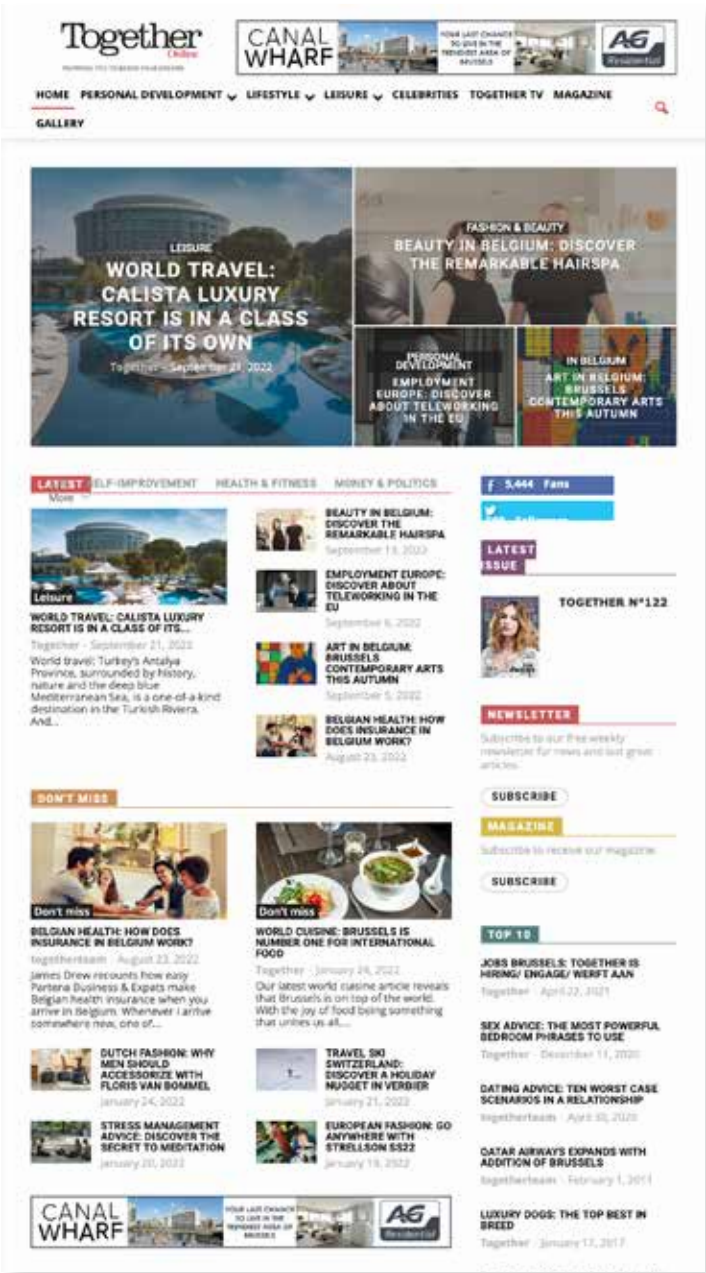 Together
Online
CANAL
WHARF
YOUR LAST CHANCE
TO LIVE IN THE
TRENDIEST AREA OF
BRUSSELS
AG
Residential
HOME PERSONAL DEVELOPMENT LIFESTYLE LEISURE CELEBRITIES TOGETHER TV MAGAZINE
GALLERY
LEISURE
WORLD TRAVEL:
CALISTA LUXURY
RESORT IS IN A CLASS
OF ITS OWN
Together - September 21, 2022
FASHION & BEAUTY
BEAUTY IN BELGIUM: DISCOVER
THE REMARKABLE HAIRSPA
PERSONAL
DEVELOPMENT
EMPLOYMENT
EUROPE: DISCOVER
ABOUT TELEWORKING
IN THE EU
IN BELGIUM
ART IN BELGIUM:
BRUSSELS
CONTEMPORARY ARTS
THIS AUTUMN
LATEST SELF-IMPROVEMENT HEALTH & FITNESS MONEY & POLITICS
More
Leisure
WORLD TRAVEL: CALISTA LUXURY
RESORT IS IN A CLASS OF ITS...
Together - September 21, 2022
World travel: Turkey's Antalya
Province, surrounded by history,
nature and the deep blue
Mediterranean Sea, is a one-of-a-kind
destination in the Turkish Riviera.
And...
BEAUTY IN BELGIUM:
DISCOVER THE
REMARKABLE HAIRSPA
September 13, 2022
EMPLOYMENT EUROPE:
DISCOVER ABOUT
TELEWORKING IN THE
EU
September 6, 2022
ART IN BELGIUM:
BRUSSELS
CONTEMPORARY ARTS
THIS AUTUMN
September 5, 2022
BELGIAN HEALTH: HOW
DOES INSURANCE IN
BELGIUM WORK?
August 23, 2022
5,444 Fans
LATEST
ISSUE
TOGETHER N°122
NEWSLETTER
Subscribe to our free weekly
newsletter for news and last great
articles.
SUBSCRIBE
MAGAZINE
Subscribe to receive our magazine.
SUBSCRIBE
DON'T MISS
Don't miss
BELGIAN HEALTH: HOW DOES
INSURANCE IN BELGIUM WORK?
togetherteam - August 23, 2022
James Drew recounts how easy
Partena Business & Expats make
Belgian health insurance when you
arrive in Belgium. Whenever I arrive
somewhere new, one of...
Don't miss
WORLD CUISINE: BRUSSELS IS
NUMBER ONE FOR INTERNATIONAL
FOOD
Together - January 26, 2022
Our latest world cuisine article reveals
that Brussels is on top of the world.
With the joy of food being something
that unites us all,...
DUTCH FASHION: WHY
MEN SHOULD
ACCESSORIZE WITH
FLORIS VAN BOMMEL
January 24, 2022
TRAVEL SKI
SWITZERLAND:
DISCOVER A HOLIDAY
NUGGET IN VERBIER
January 21, 2022
STRESS MANAGEMENT
ADVICE: DISCOVER THE
SECRET TO MEDITATION
January 20, 2022
EUROPEAN FASHION: GO
ANYWHERE WITH
STRELLSON SS22
January 19, 2022
TOP 10
JOBS BRUSSELS: TOGETHER IS
HIRING/ ENGAGE/ WERFT AAN
Together - April 22, 2021
SEX ADVICE: THE MOST POWERFUL
BEDROOM PHRASES TO USE
Together - December 11, 2020
DATING ADVICE: TEN WORST CASE
SCENARIOS IN A RELATIONSHIP
togetherteam - April 30, 2020
QATAR AIRWAYS EXPANDS WITH
ADDITION OF BRUSSELS
togetherteam - February 1, 2011
LUXURY DOGS: THE TOP BEST IN
BREED
Together - January 17, 2017
CANAL
WHARF
YOUR LAST CHANCE
TO LIVE IN THE
TRENDIEST AREA OF
BRUSSELS
AG
Residential